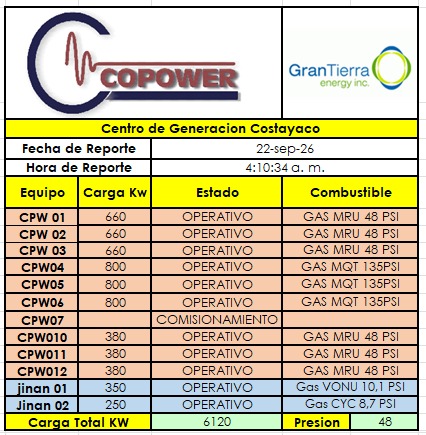 COPOWER
GranTierra
energy inc.
Centro de Generacion Costayaco
Fecha de Reporte 22-sep-26
Hora de Reporte 4:10:34 a. m.
Equipo Carga Kw Estado Combustible
CPW 01 660 OPERATIVO GAS MRU 48 PSI
CPW 02 660 OPERATIVO GAS MRU 48 PSI
CPW 03 660 OPERATIVO GAS MRU 48 PSI
CPW04 800 OPERATIVO GAS MQT 135PSI
CPW05 800 OPERATIVO GAS MQT 135PSI
CPW06 800 OPERATIVO GAS MQT 135PSI
CPW07 COMISIONAMIENTO
CPW010 380 OPERATIVO GAS MRU 48 PSI
CPW011 380 OPERATIVO GAS MRU 48 PSI
CPW012 380 OPERATIVO GAS MRU 48 PSI
jinan 01 350 OPERATIVO Gas VONU 10,1 PSI
Jinan 02 250 OPERATIVO Gas CYC 8,7 PSI
Carga Total KW 6120 Presion 48